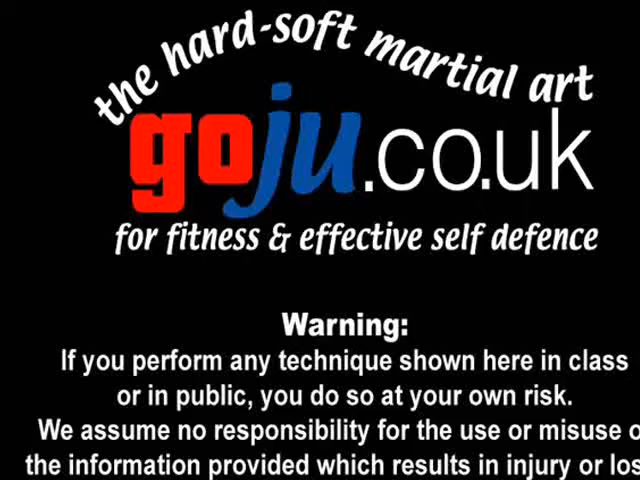 the hard-soft martial art
goju.co.uk
for fitness & effective self defence
Warning:
If you perform any technique shown here in class
or in public, you do so at your own risk.
We assume no responsibility for the use or misuse
the information provided which results in injury or